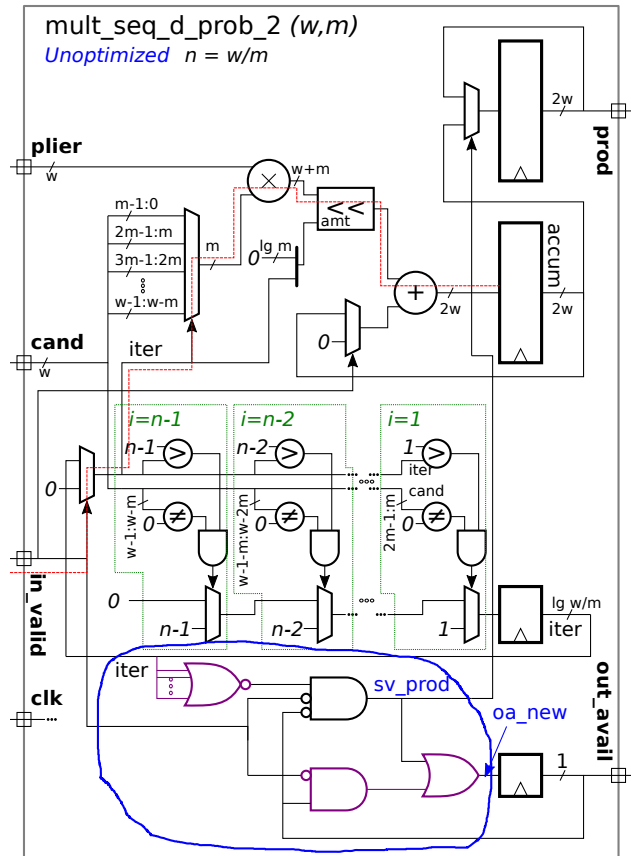 mult_seq_d_prob_2 (w,m)
Unoptimized n = w/m
2w
prod
plier
w
w+m
<<
amt
m-1:0
2m-1:m
3m-1:2m
w-1:w-m
m
lg m
0
accum
+
2w
2w
cand
w
iter
0
i=n-1
i=n-2
i=1
n-1
>
n-2
>
1
>
iter
0
w-1:w-m
0
≠
w-1-m:w-2m
0
≠
2m-1:m
cand
0
≠
in_valid
0
n-1
n-2
1
lg w/m
iter
iter
sv_prod
oa_new
out_avail
1
clk